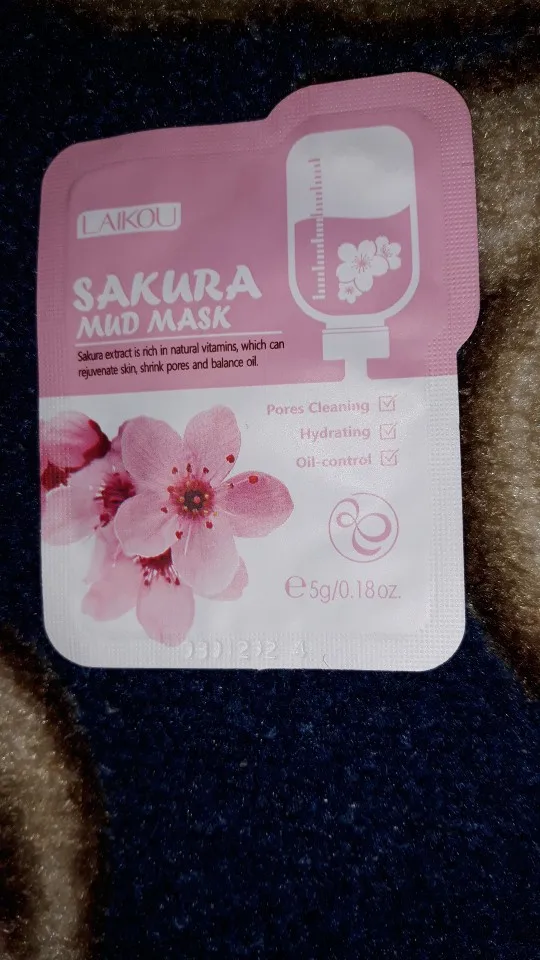 LAIKOU
SAKURA
MUD MASK
Sakura extract is rich in natural vitamins, which can
rejuvenate skin, shrink pores and balance oil.
Pores Cleaning
Hydrating
Oil-control
℮5g/0.18oz.